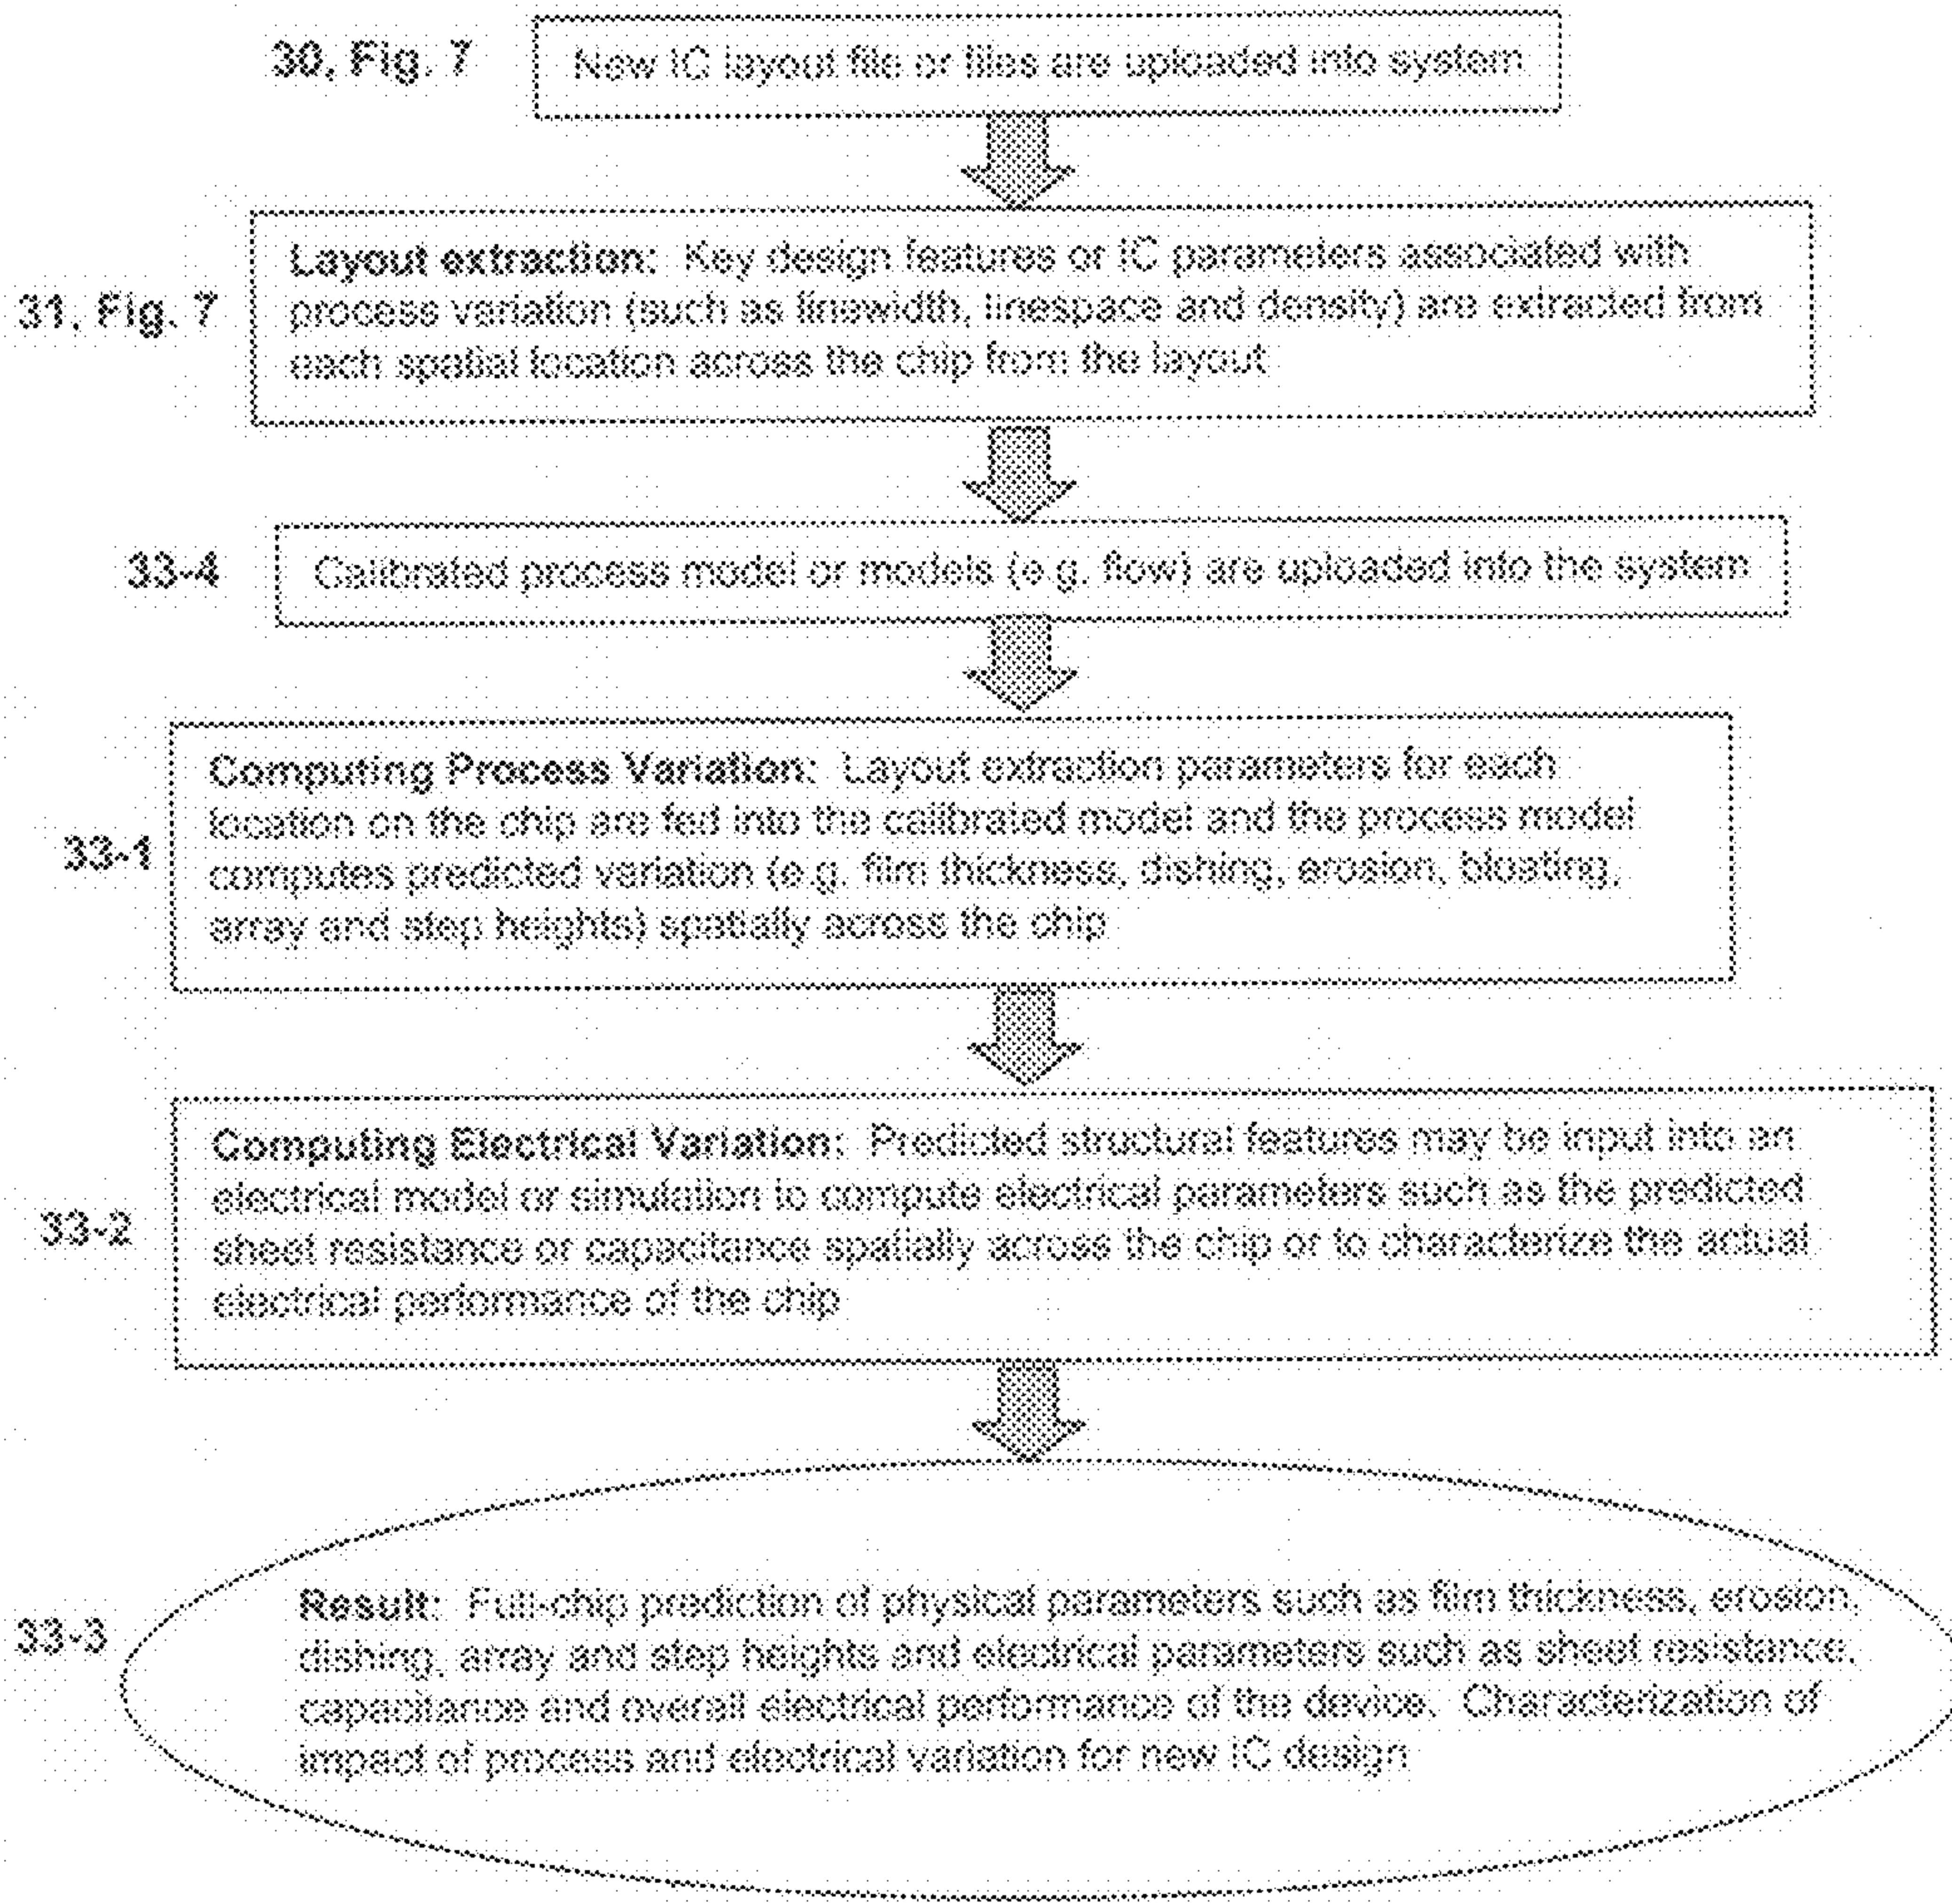 30, Fig. 7
New IC layout file or files are uploaded into system
31, Fig. 7
Layout extraction: Key design features or IC parameters associated with
process variation (such as linewidth, linespace and density) are extracted from
each spatial location across the chip from the layout
33-4
Calibrated process model or models (e.g. flow) are uploaded into the system
33-1
Computing Process Variation: Layout extraction parameters for each
location on the chip are fed into the calibrated model and the process model
computes predicted variation (e.g. film thickness, dishing, erosion, bloating,
array and step heights) spatially across the chip
33-2
Computing Electrical Variation: Predicted structural features may be input into an
electrical model or simulation to compute electrical parameters such as the predicted
sheet resistance or capacitance spatially across the chip or to characterize the actual
electrical performance of the chip
33-3
Result: Full-chip prediction of physical parameters such as film thickness, erosion,
dishing, array and step heights and electrical parameters such as sheet resistance,
capacitance and overall electrical performance of the device. Characterization of
impact of process and electrical variation for new IC design